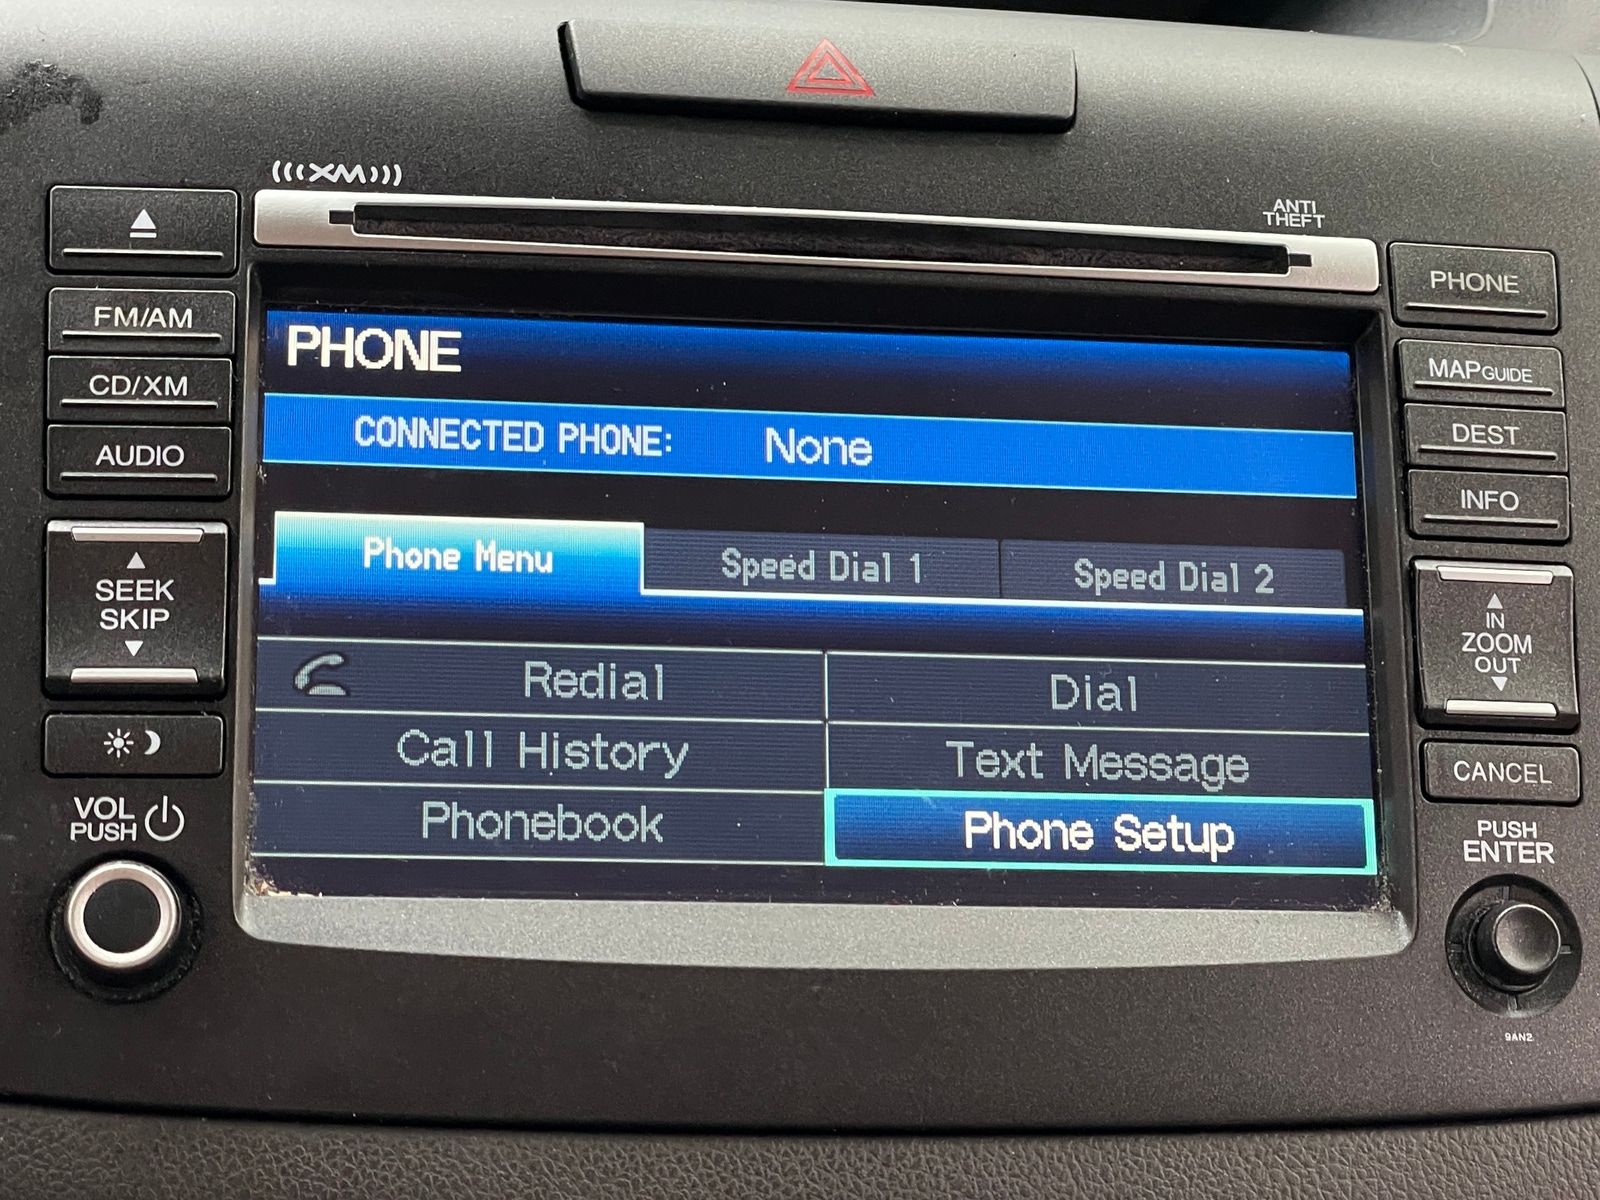 XM
ANTI
THEFT
FM/AM
CD/XM
AUDIO
SEEK
SKIP
VOL
PUSH
PHONE
CONNECTED PHONE: None
Phone Menu
Speed Dial 1
Speed Dial 2
Redial
Dial
Call History
Text Message
Phonebook
Phone Setup
PHONE
MAP GUIDE
DEST
INFO
IN
ZOOM
OUT
CANCEL
PUSH
ENTER
9AN2